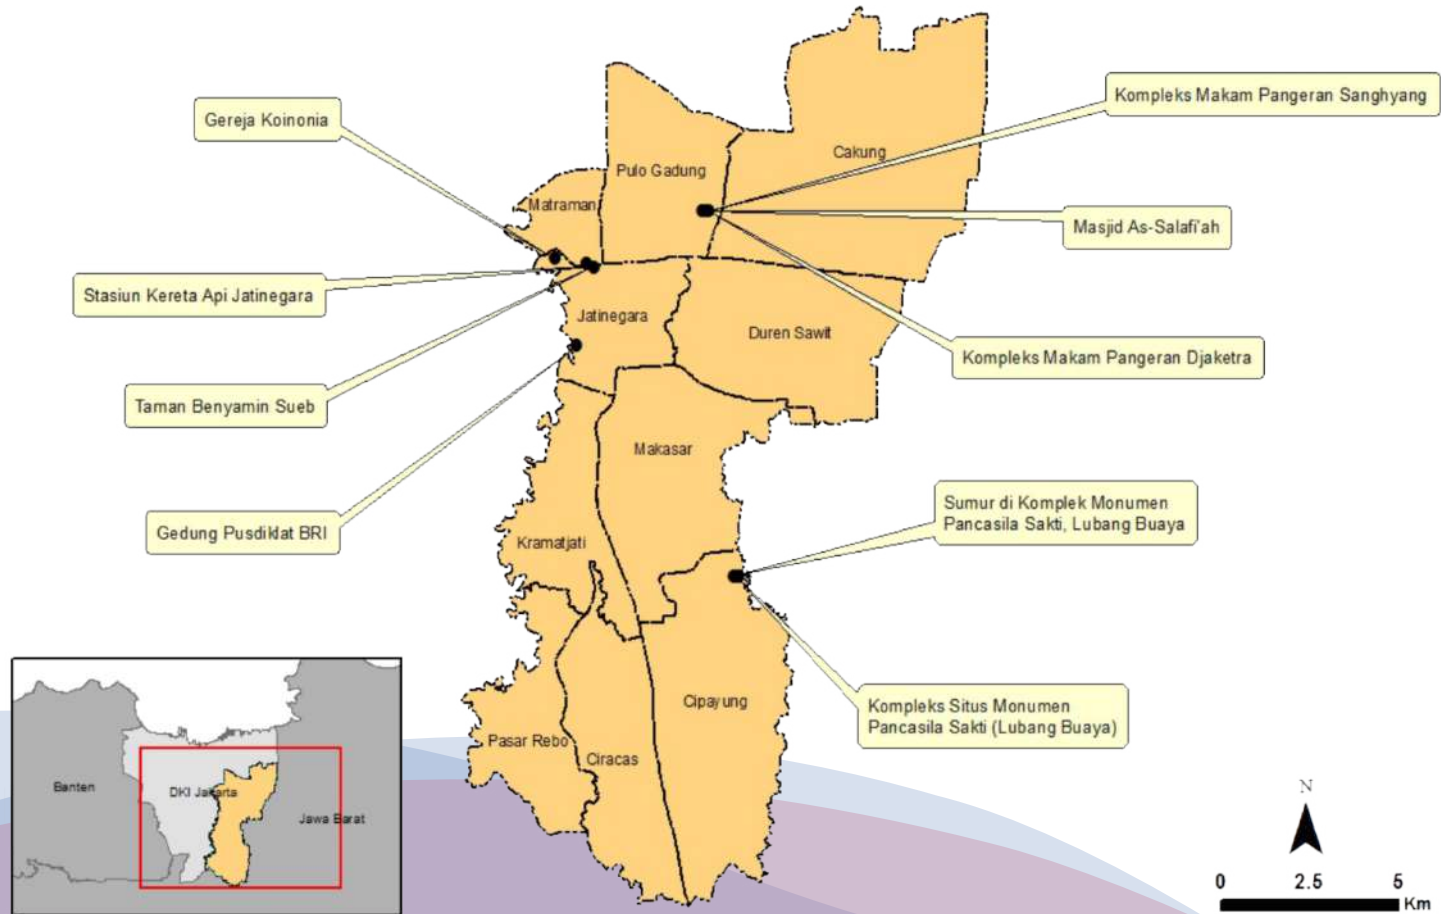 Kompleks Makam Pangeran Sanghyang
Gereja Koinonia
Cakung
Pulo Gadung
Matraman
Masjid As-Salafi'ah
Stasiun Kereta Api Jatinegara
Jatinegara
Duren Sawit
Kompleks Makam Pangeran Djaketra
Taman Benyamin Sueb
Makasar
Sumur di Komplek Monumen
Pancasila Sakti, Lubang Buaya
Gedung Pusdiklat BRI
Kramatjati
Cipayung
Kompleks Situs Monumen
Pancasila Sakti (Lubang Buaya)
Pasar Rebo
Ciracas
Banten
DKI Jakarta
Jawa Barat
N
0 2.5 5
Km